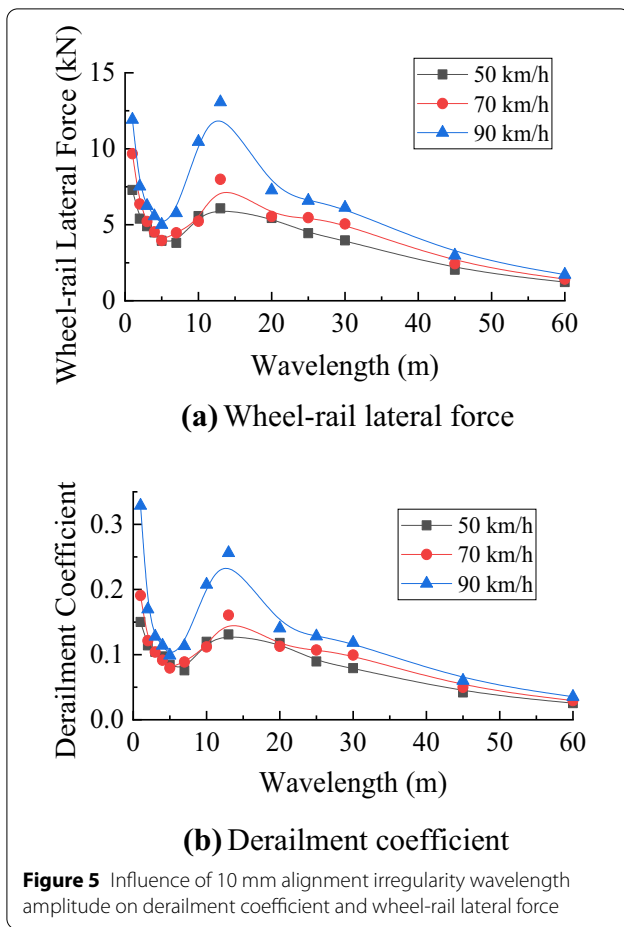 15
10
5
0
Wheel-rail Lateral Force (kN)
50 km/h
70 km/h
90 km/h
0 10 20 30 40 50 60
Wavelength (m)
(a) Wheel-rail lateral force
0.3
0.2
0.1
0.0
Derailment Coefficient
50 km/h
70 km/h
90 km/h
0 10 20 30 40 50 60
Wavelength (m)
(b) Derailment coefficient
Figure 5 Influence of 10 mm alignment irregularity wavelength
amplitude on derailment coefficient and wheel-rail lateral force